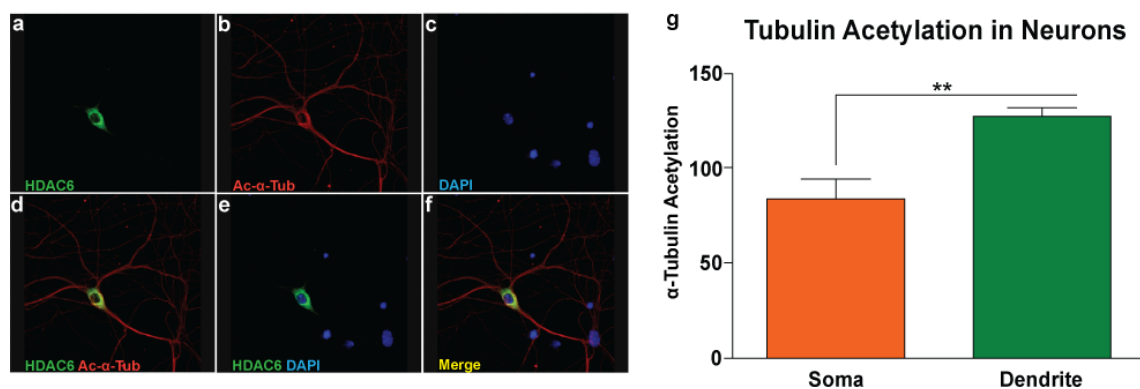 a
HDAC6
b
Ac-α-Tub
c
DAPI
d
HDAC6 Ac-α-Tub
e
HDAC6 DAPI
f
Merge
g
Tubulin Acetylation in Neurons
α-Tubulin Acetylation
150
100
50
0
**
Soma
Dendrite